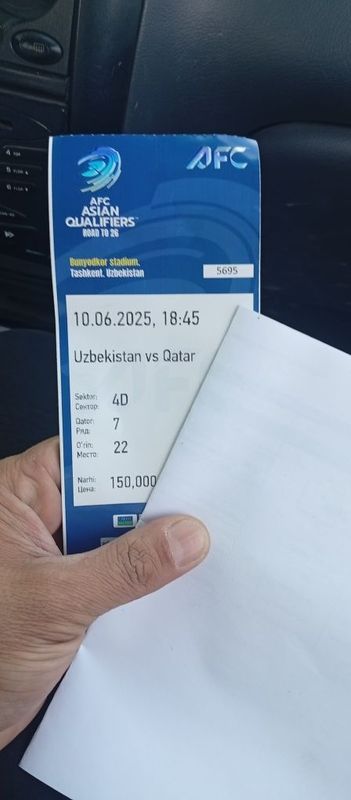 AFC
AFC
ASIAN
QUALIFIERS
ROAD TO 26
Bunyodkor stadium.
Tashkent. Uzbekistan
5695
10.06.2025, 18:45
Uzbekistan vs Qatar
Sektor:
Сектор:
4D
Qator:
Ряд:
7
O'rin:
Место:
22
Narhi:
Цена:
150,000